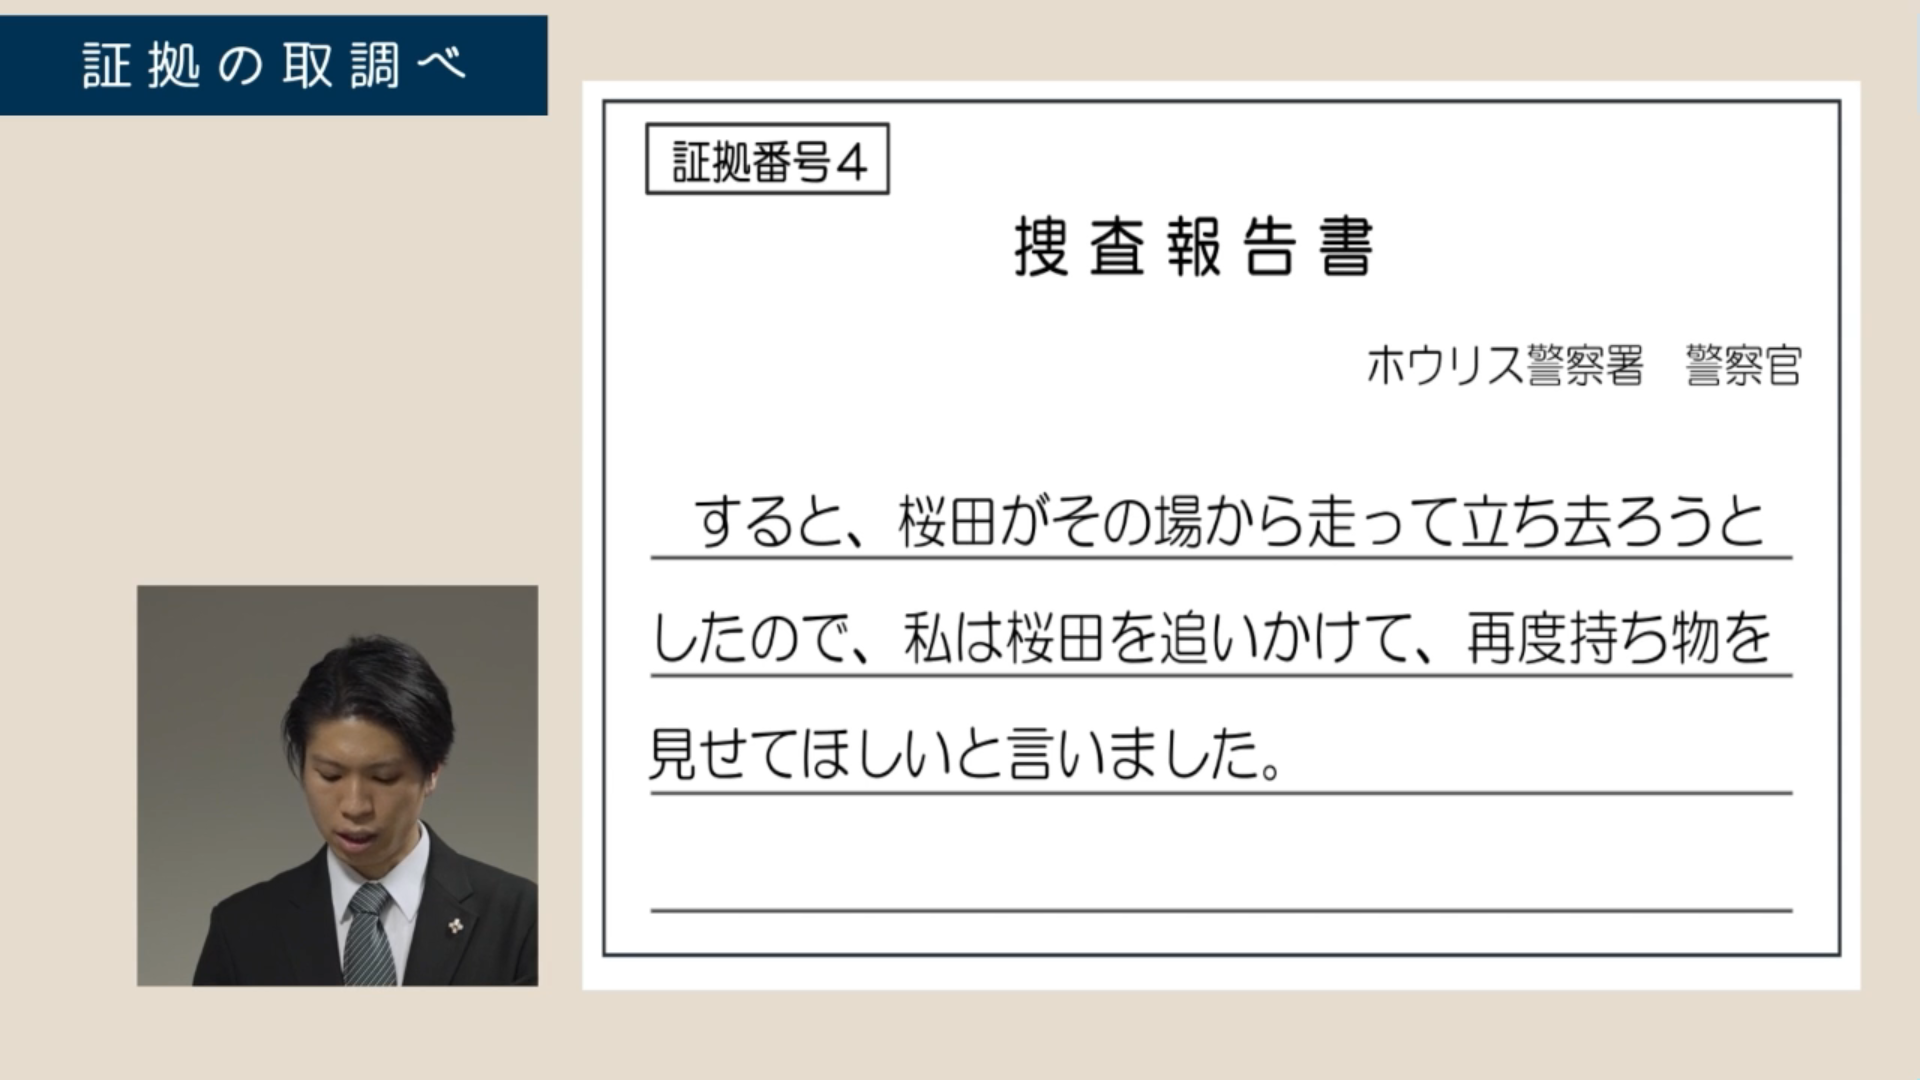 証拠の取調べ
証拠番号4
捜査報告書
ホウリス警察署　警察官
すると、桜田がその場から走って立ち去ろうと
したので、私は桜田を追いかけて、再度持ち物を
見せてほしいと言いました。